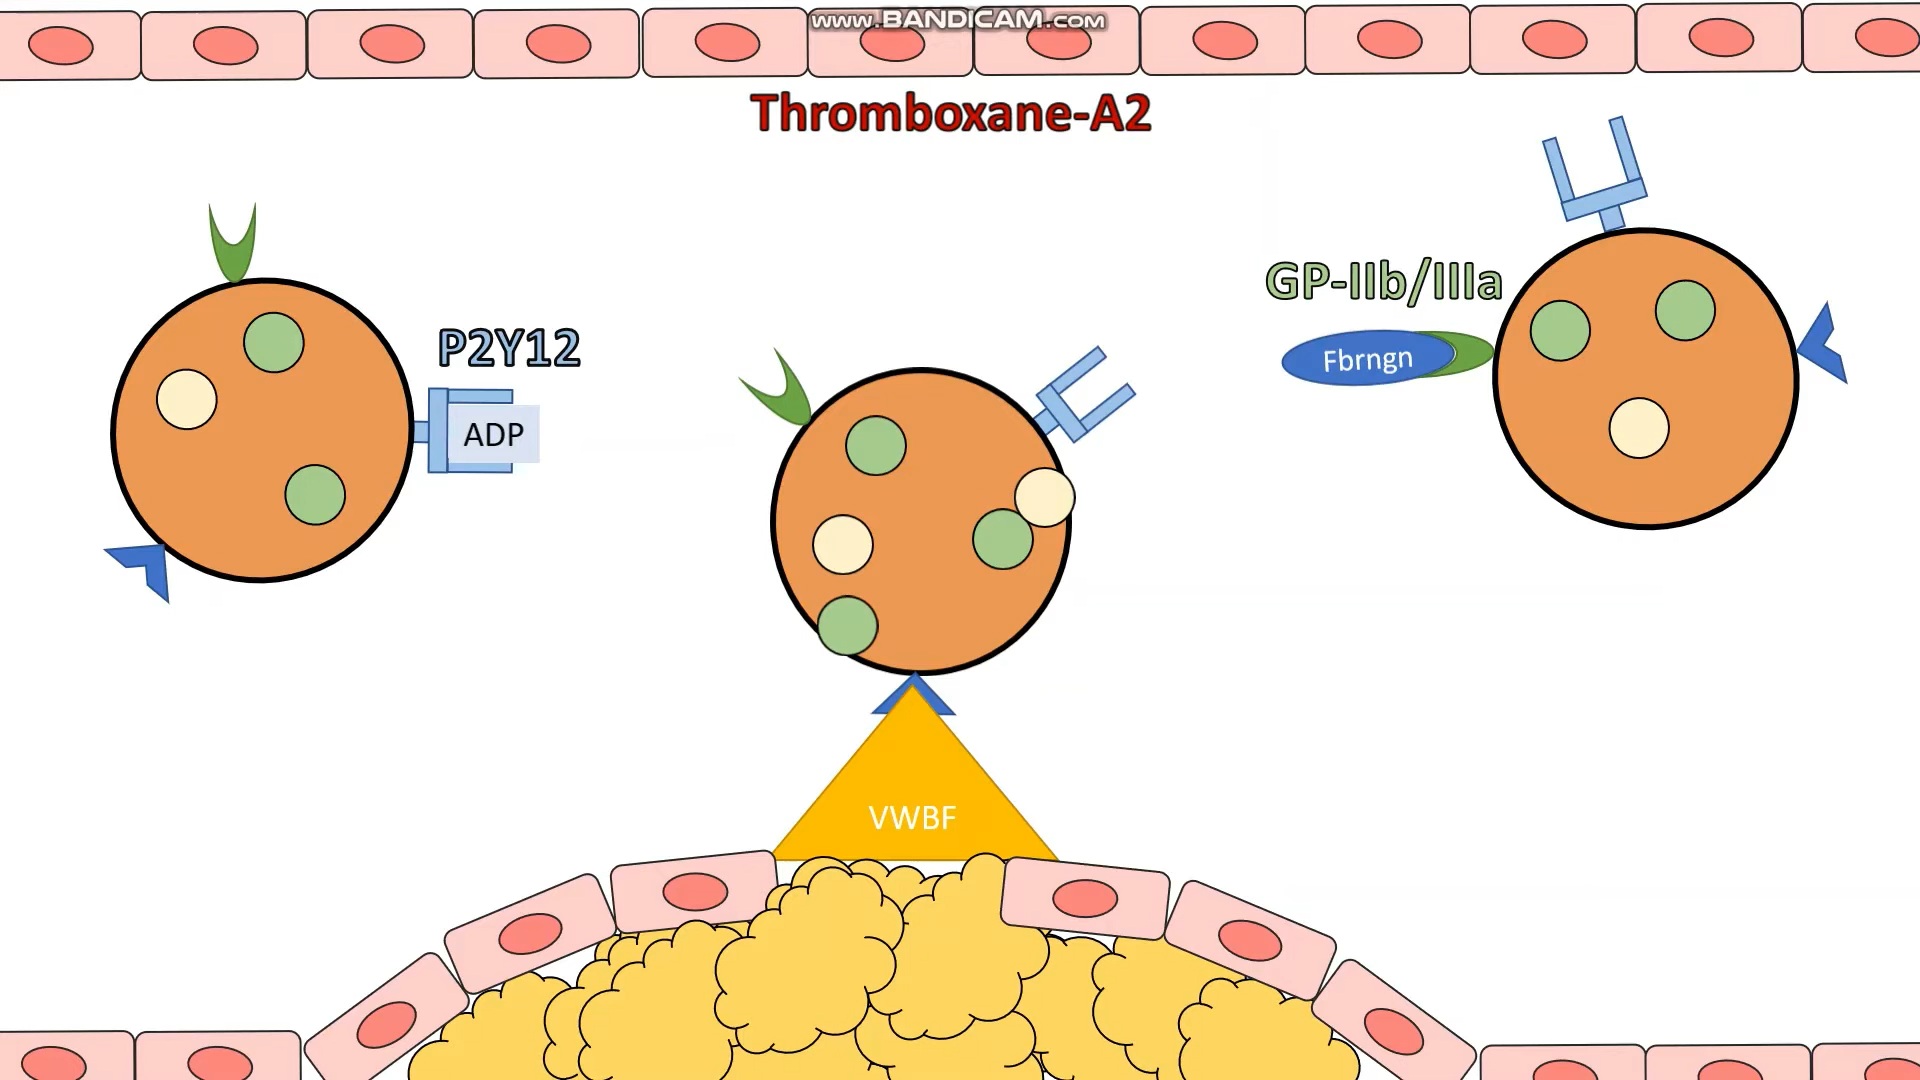 www.BANDICAM.com
Thromboxane-A2
GP-IIb/IIIa
P2Y12
Fbrngn
ADP
VWBF